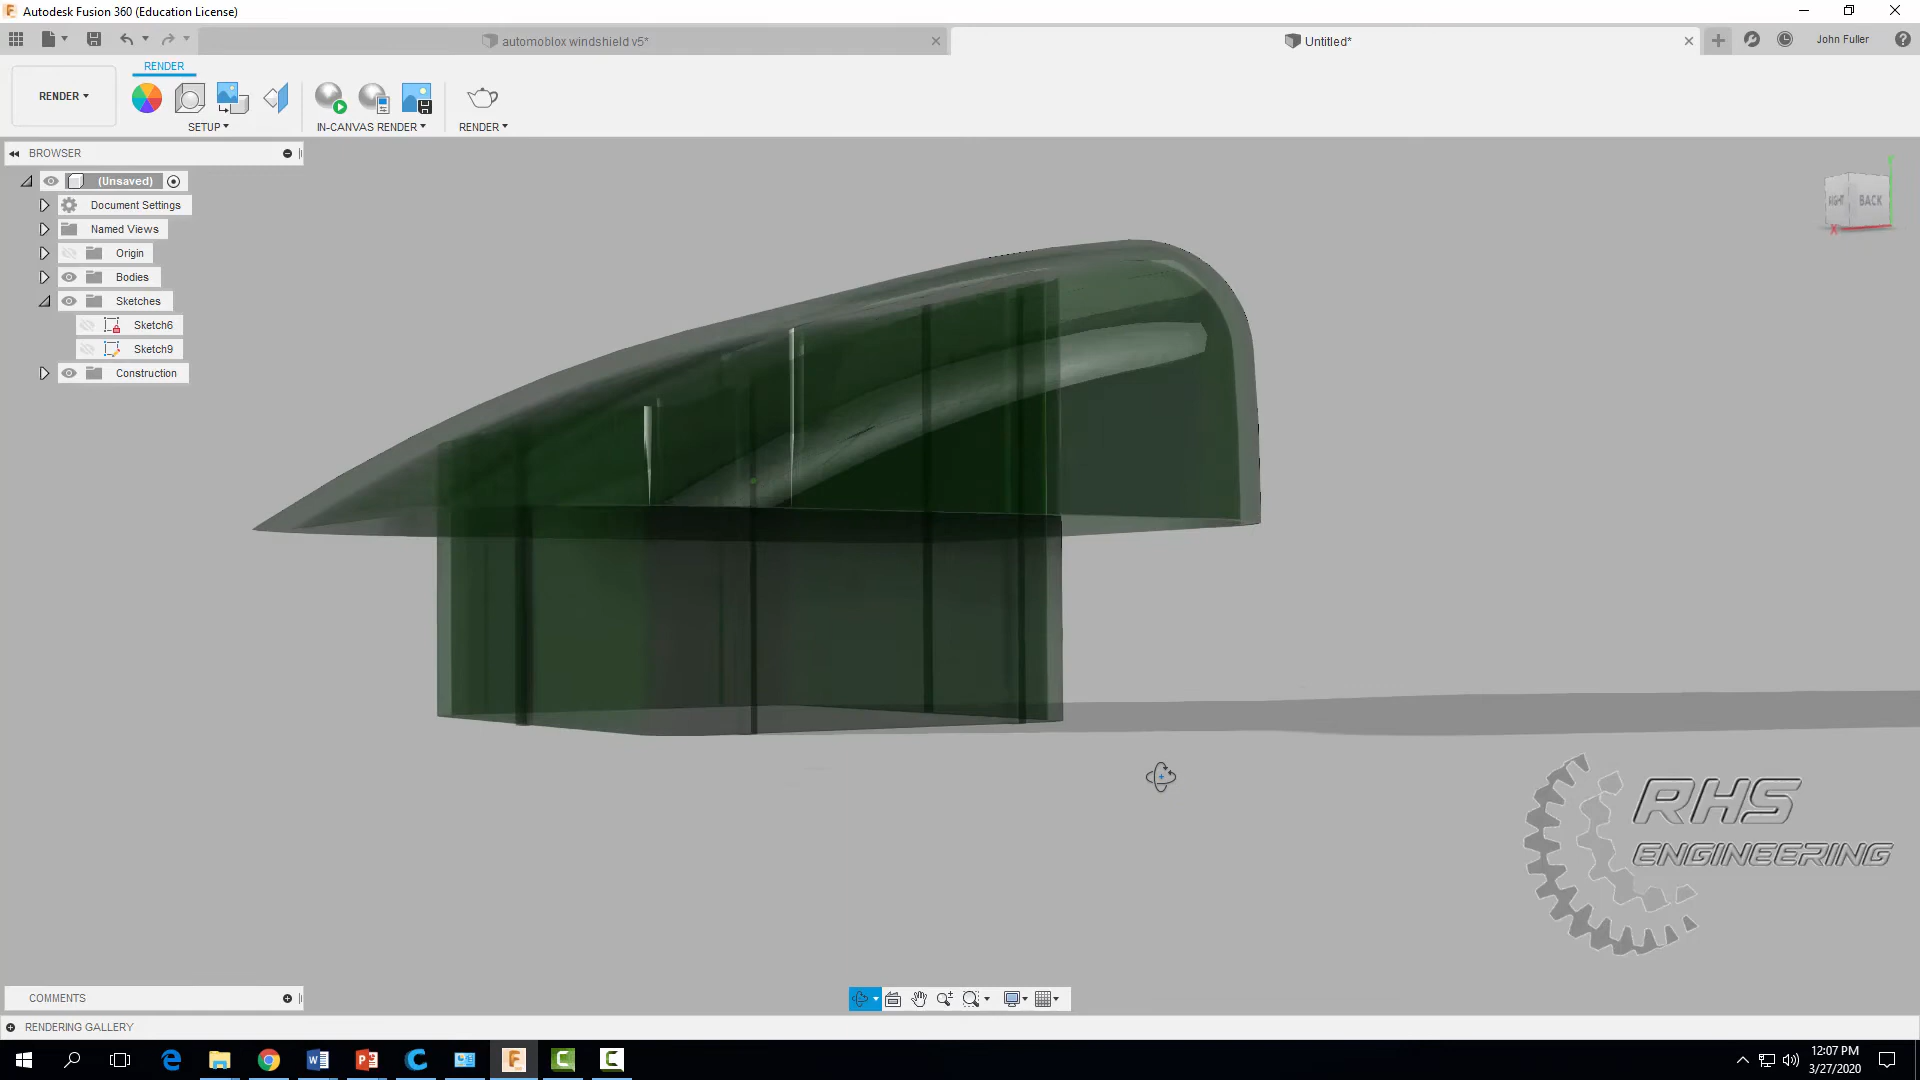 Autodesk Fusion 360 (Education License)
automoblox windshield v5*
Untitled*
John Fuller
RENDER
RENDER
SETUP
IN-CANVAS RENDER
RENDER
BROWSER
(Unsaved)
Document Settings
Named Views
Origin
Bodies
Sketches
Sketch6
Sketch9
Construction
RIGHT
BACK
X
RHS
ENGINEERING
COMMENTS
RENDERING GALLERY
12:07 PM
3/27/2020